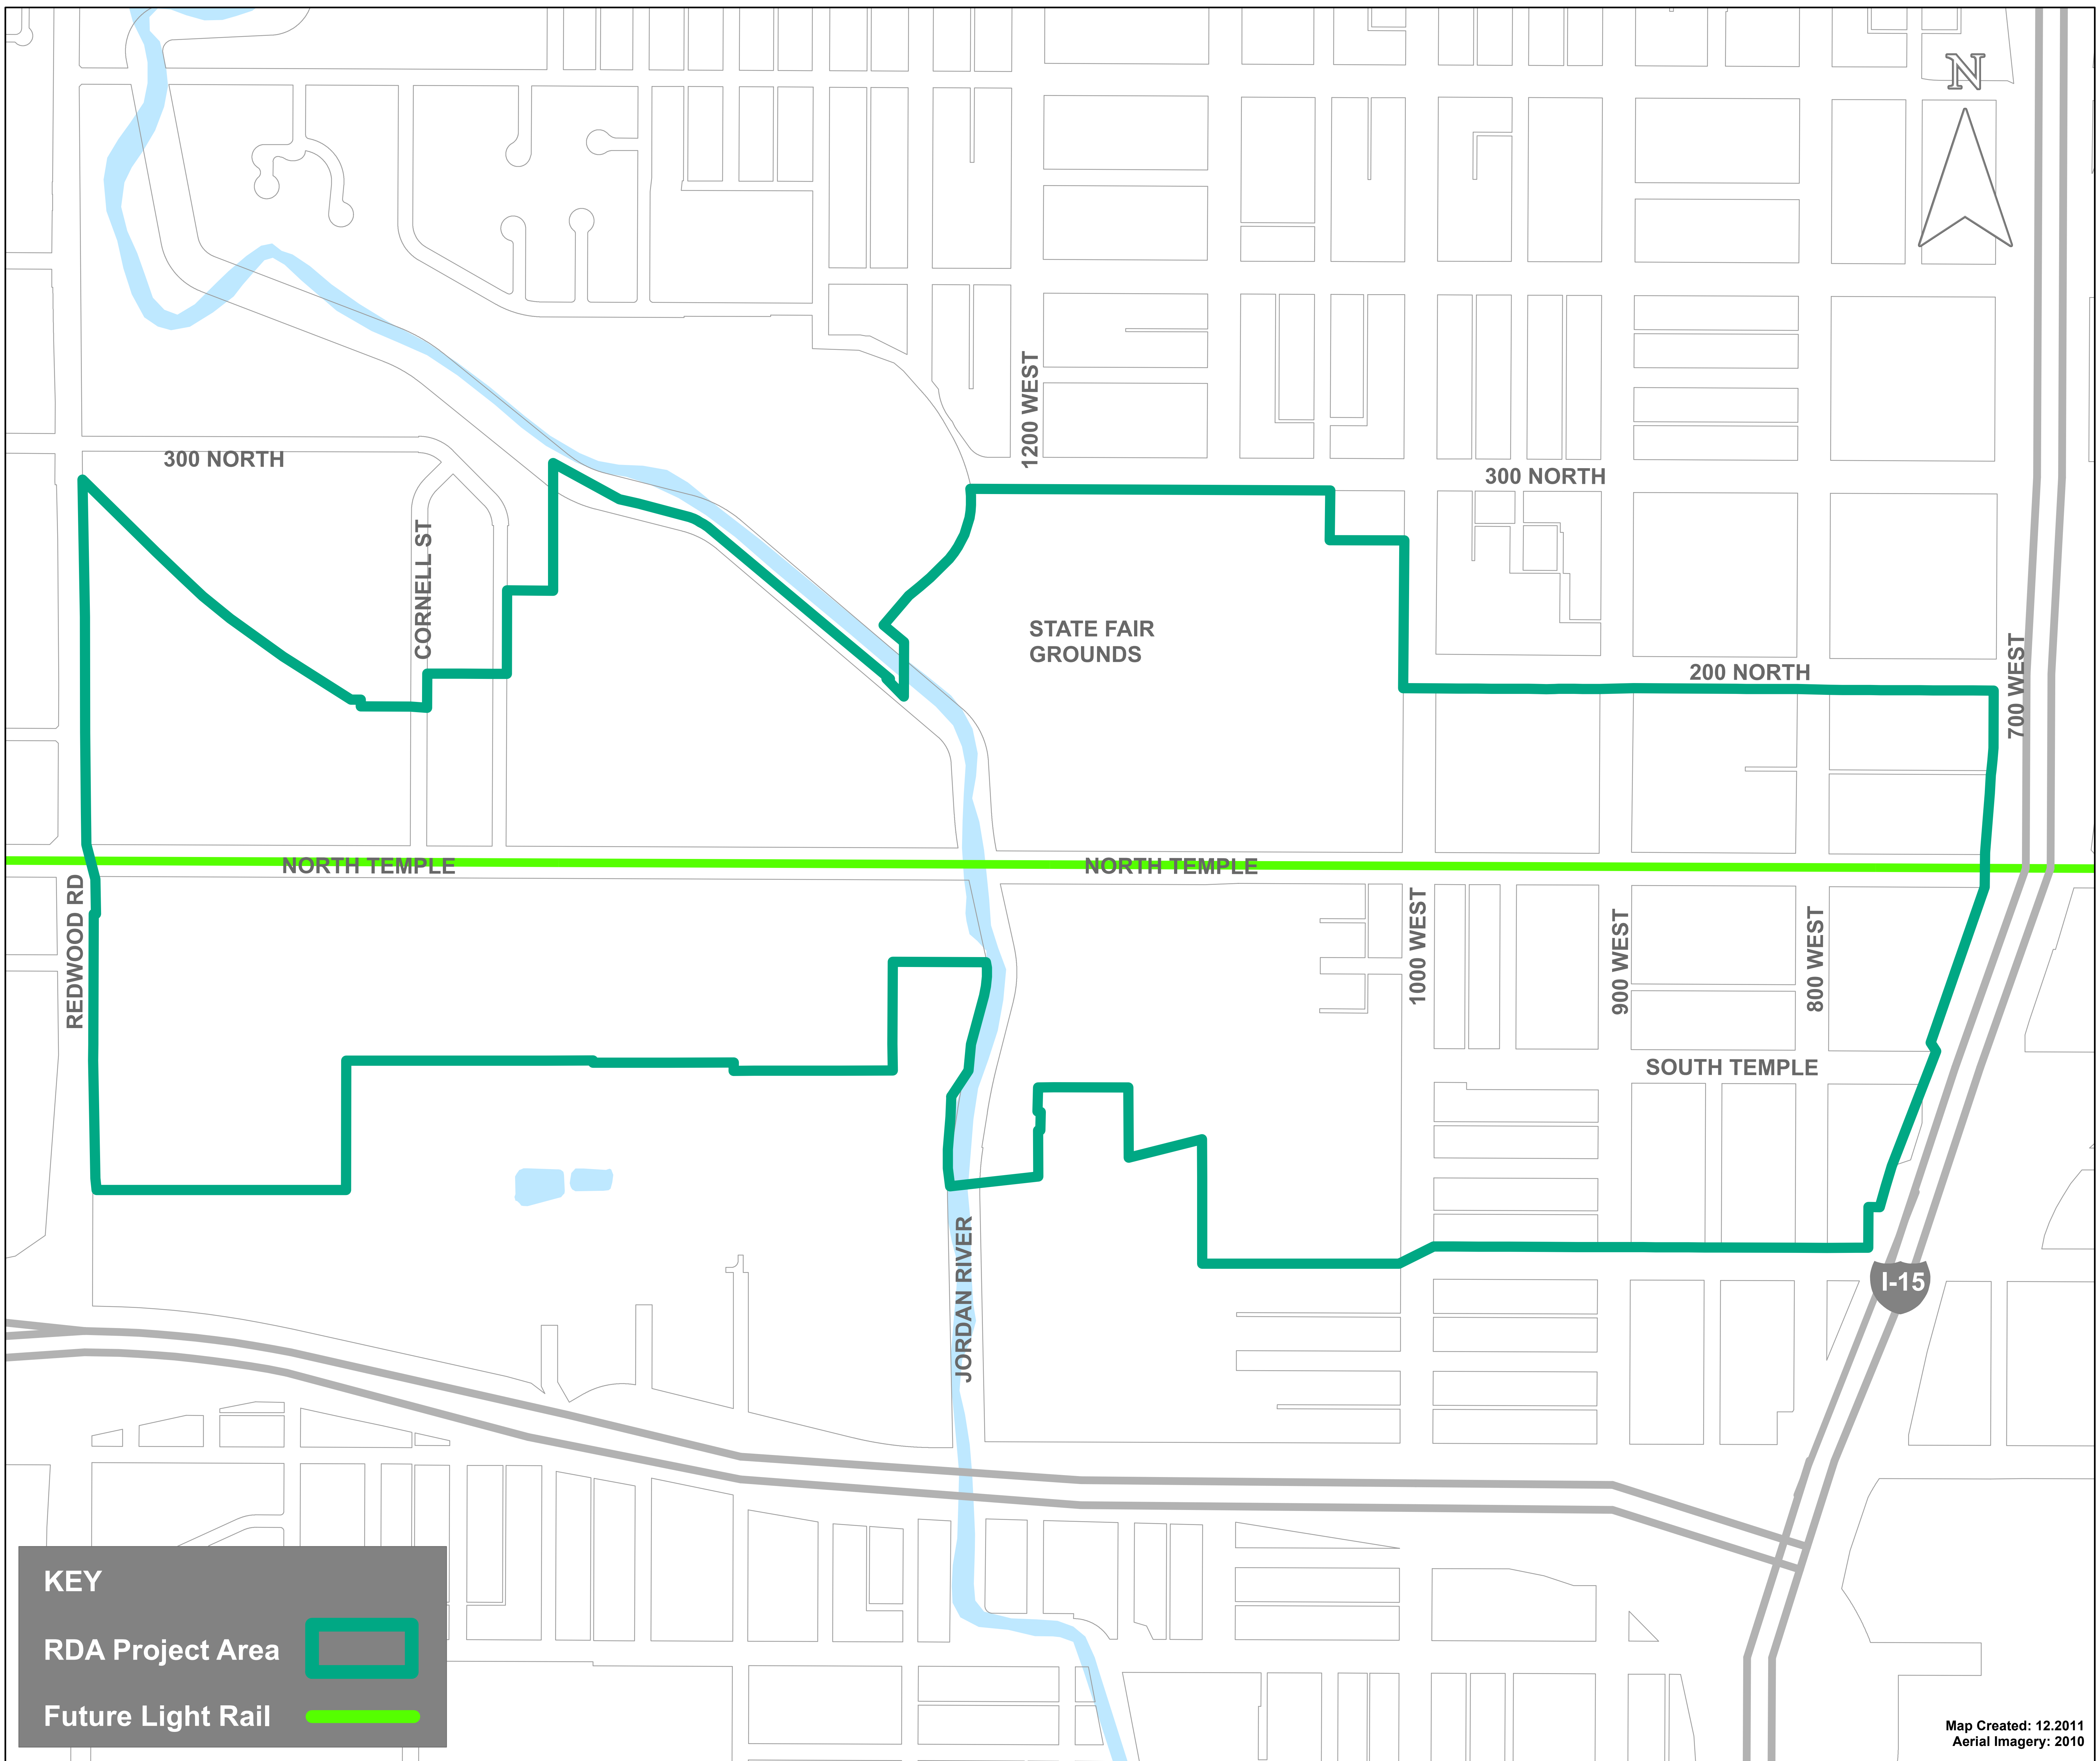 N
1200 WEST
300 NORTH
300 NORTH
CORNELL ST
STATE FAIR
GROUNDS
200 NORTH
700 WEST
NORTH TEMPLE
NORTH TEMPLE
REDWOOD RD
1000 WEST
900 WEST
800 WEST
SOUTH TEMPLE
JORDAN RIVER
I-15
KEY
RDA Project Area
Future Light Rail
Map Created: 12.2011
Aerial Imagery: 2010